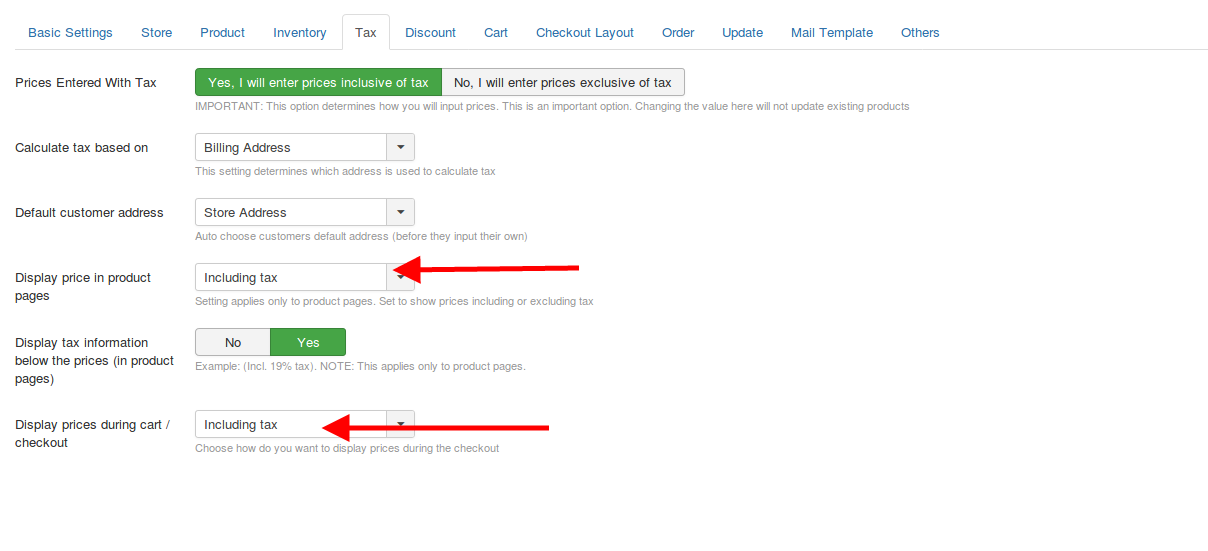 Basic Settings Store Product Inventory Tax Discount Cart Checkout Layout Order Update Mail Template Others
Prices Entered With Tax
Yes, I will enter prices inclusive of tax No, I will enter prices exclusive of tax
IMPORTANT: This option determines how you will input prices. This is an important option. Changing the value here will not update existing products
Calculate tax based on
Billing Address
This setting determines which address is used to calculate tax
Default customer address
Store Address
Auto choose customers default address (before they input their own)
Display price in product
pages
Including tax
Setting applies only to product pages. Set to show prices including or excluding tax
Display tax information
below the prices (in product
pages)
No Yes
Example: (Incl. 19% tax). NOTE: This applies only to product pages.
Display prices during cart /
checkout
Including tax
Choose how do you want to display prices during the checkout